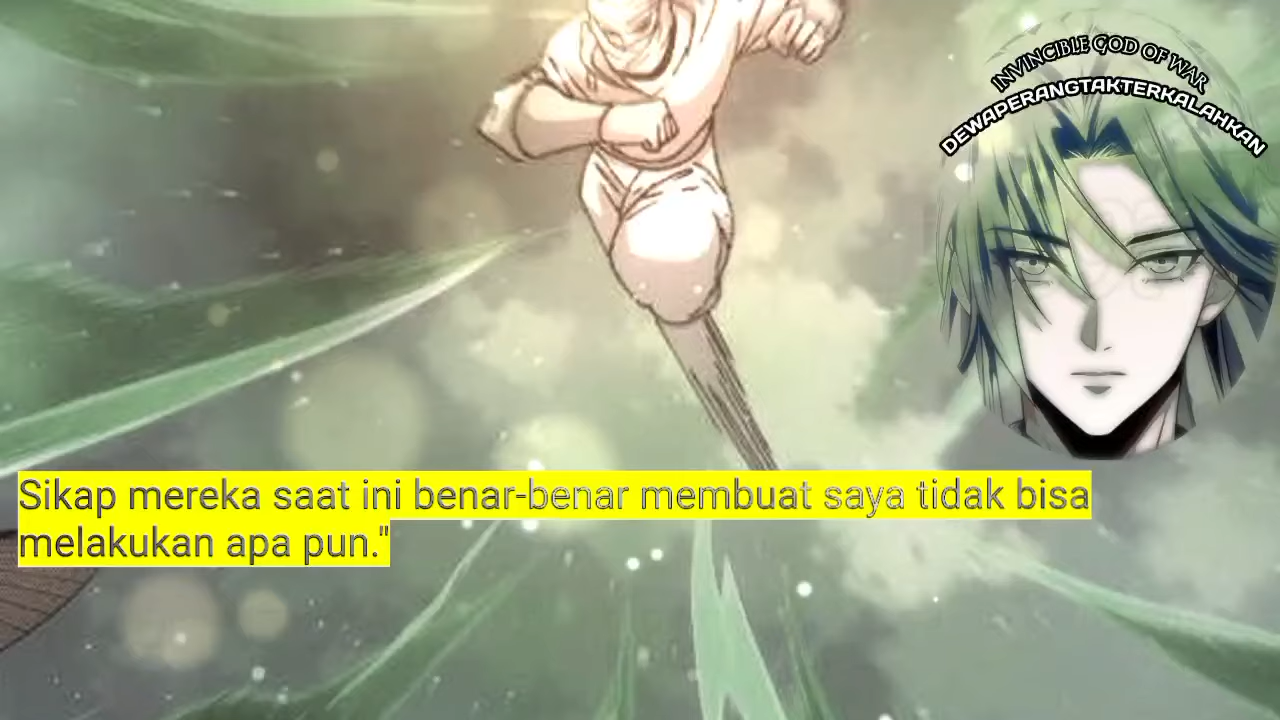 INVINCIBLE GOD OF WAR
DEWAPERANGTAKTERKALAHKAN
Sikap mereka saat ini benar-benar membuat saya tidak bisa
melakukan apa pun."